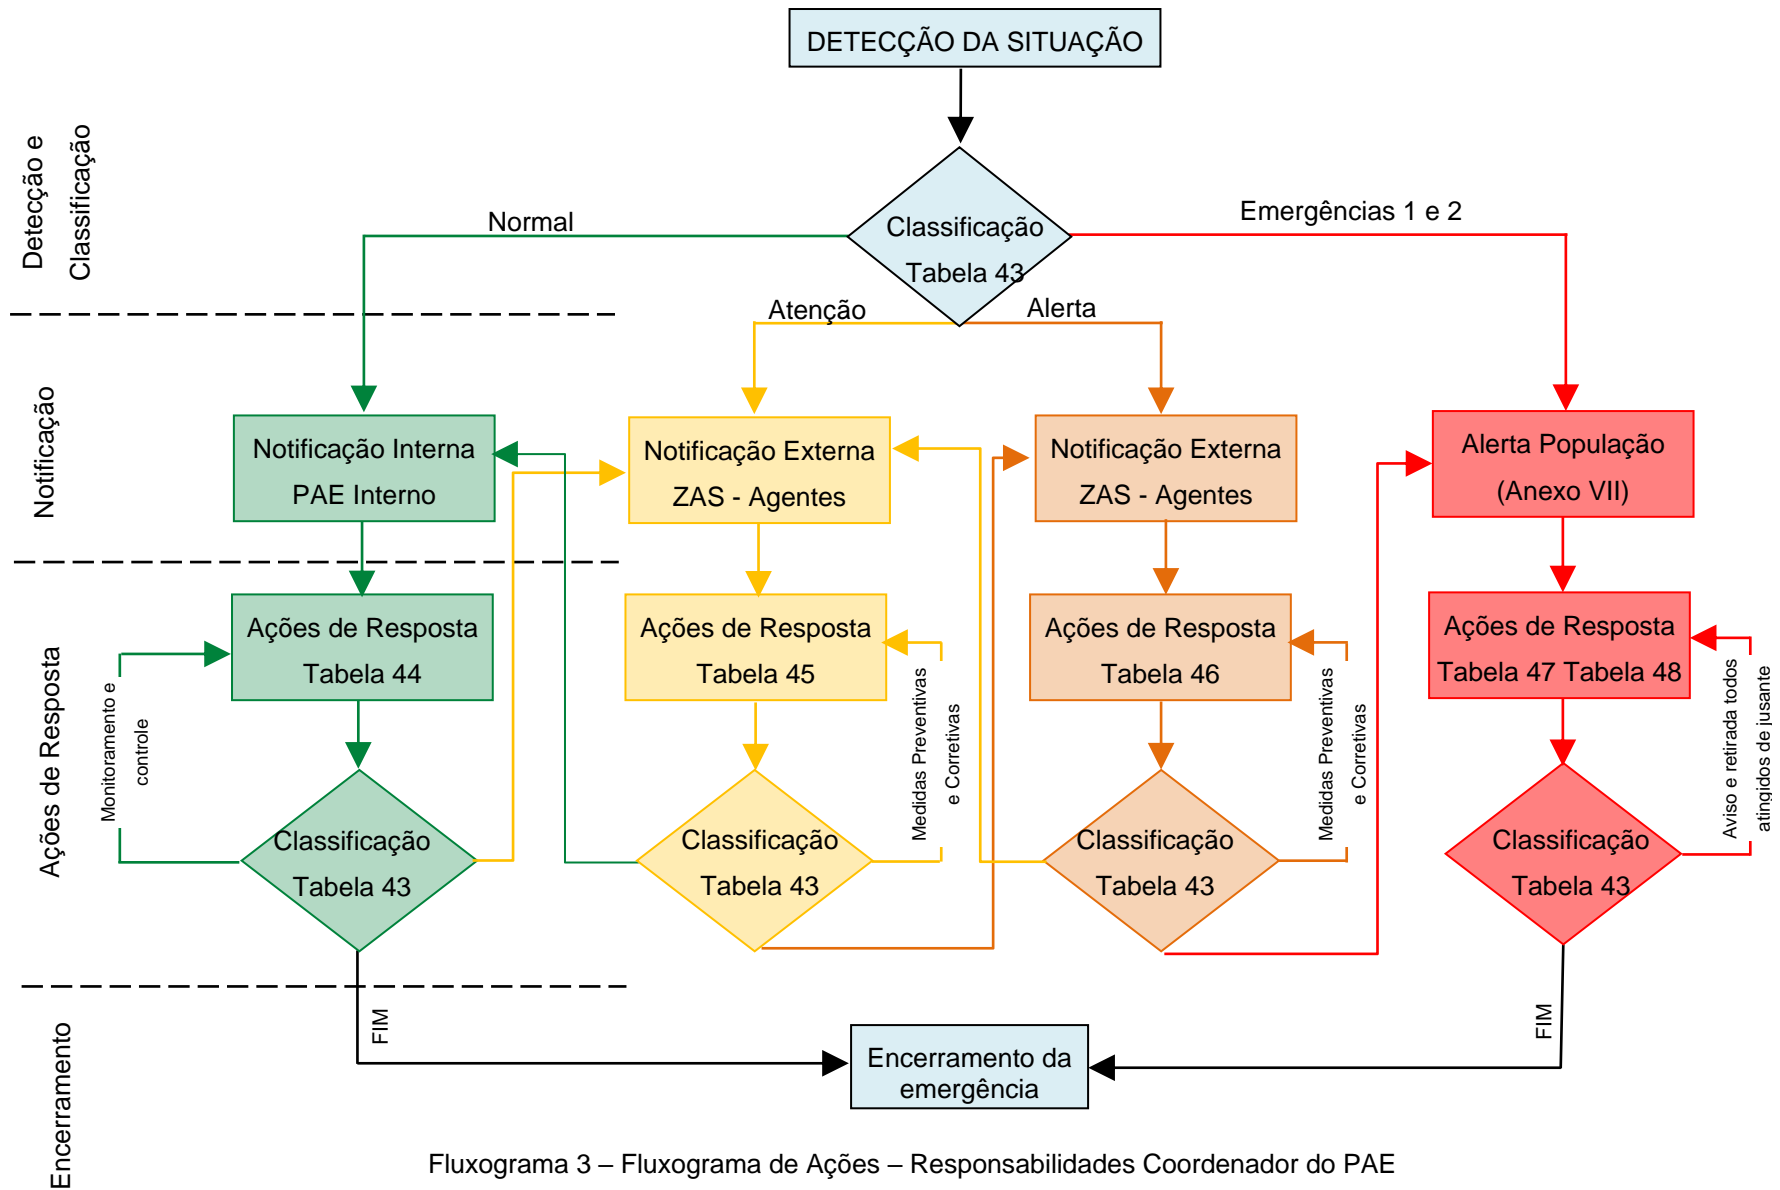 DETECÇÃO DA SITUAÇÃO
Detecção e
Classificação
Normal
Classificação
Tabela 43
Emergências 1 e 2
Atenção
Alerta
Notificação
Notificação Interna
PAE Interno
Notificação Externa
ZAS - Agentes
Notificação Externa
ZAS - Agentes
Alerta População
(Anexo VII)
Ações de Resposta
Monitoramento e
controle
Ações de Resposta
Tabela 44
Ações de Resposta
Tabela 45
Medidas Preventivas
e Corretivas
Ações de Resposta
Tabela 46
Medidas Preventivas
e Corretivas
Ações de Resposta
Tabela 47 Tabela 48
Aviso e retirada todos
atingidos de jusante
Classificação
Tabela 43
Classificação
Tabela 43
Classificação
Tabela 43
Classificação
Tabela 43
Encerramento
FIM
FIM
Encerramento da
emergência
Fluxograma 3 – Fluxograma de Ações – Responsabilidades Coordenador do PAE